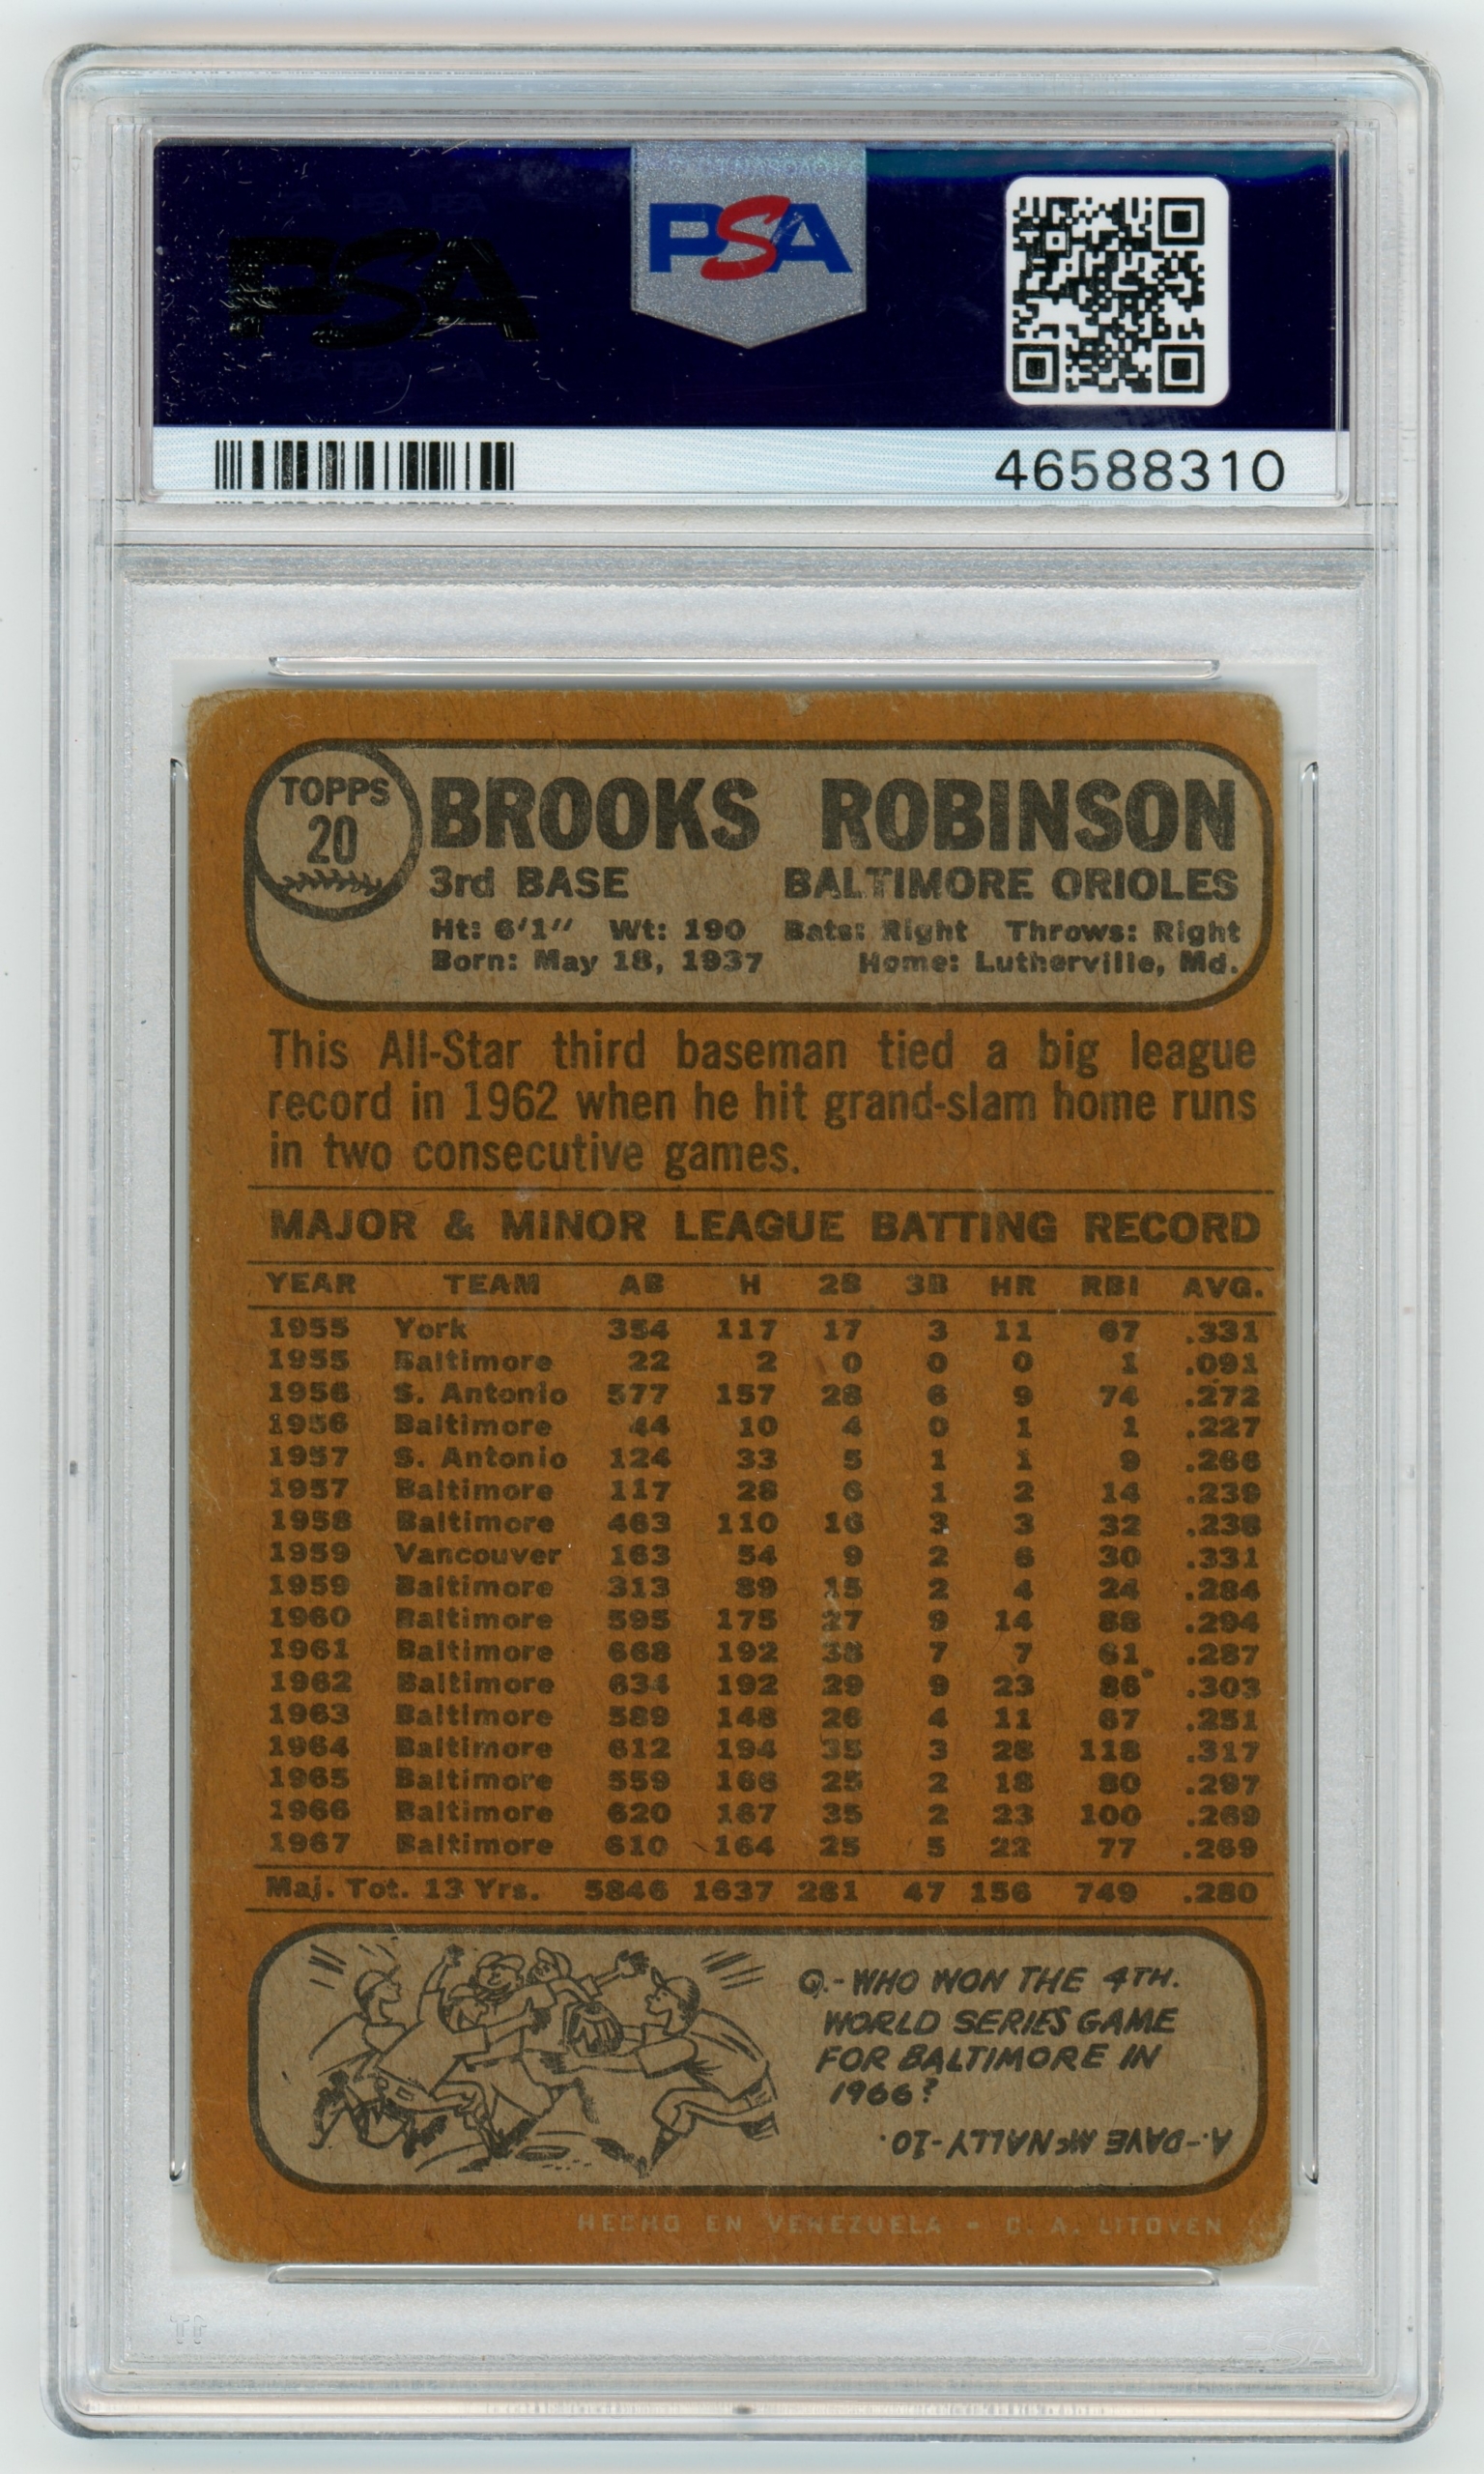 PSA
PSA
46588310
TOPPS
20
BROOKS ROBINSON
3rd BASE BALTIMORE ORIOLES
Ht: 6'1" Wt: 190 Bats: Right Throws: Right
Born: May 18, 1937 Home: Lutherville, Md.
This All-Star third baseman tied a big league
record in 1962 when he hit grand-slam home runs
in two consecutive games.
MAJOR & MINOR LEAGUE BATTING RECORD
YEAR TEAM AB H 2B 3B HR RBI AVG.
1955 York 354 117 17 3 11 67 .331
1955 Baltimore 22 2 0 0 0 1 .091
1956 S. Antonio 577 157 28 6 9 74 .272
1956 Baltimore 44 10 4 0 1 1 .227
1957 S. Antonio 124 33 5 1 1 9 .266
1957 Baltimore 117 28 6 1 2 14 .239
1958 Baltimore 463 110 16 3 3 32 .238
1959 Vancouver 163 54 9 2 6 30 .331
1959 Baltimore 313 89 15 2 4 24 .284
1960 Baltimore 595 175 27 9 14 88 .294
1961 Baltimore 668 192 38 7 7 61 .287
1962 Baltimore 634 192 29 9 23 86 .303
1963 Baltimore 589 148 26 4 11 67 .251
1964 Baltimore 612 194 35 3 28 118 .317
1965 Baltimore 559 166 25 2 18 80 .297
1966 Baltimore 620 167 35 2 23 100 .269
1967 Baltimore 610 164 25 5 22 77 .269
Maj. Tot. 13 Yrs. 5846 1637 281 47 156 749 .280
Q.-WHO WON THE 4TH.
WORLD SERIES GAME
FOR BALTIMORE IN
1966?
A.-DAVE McNALLY-10.
HECHO EN VENEZUELA - C. A. LITOVEN
PSA